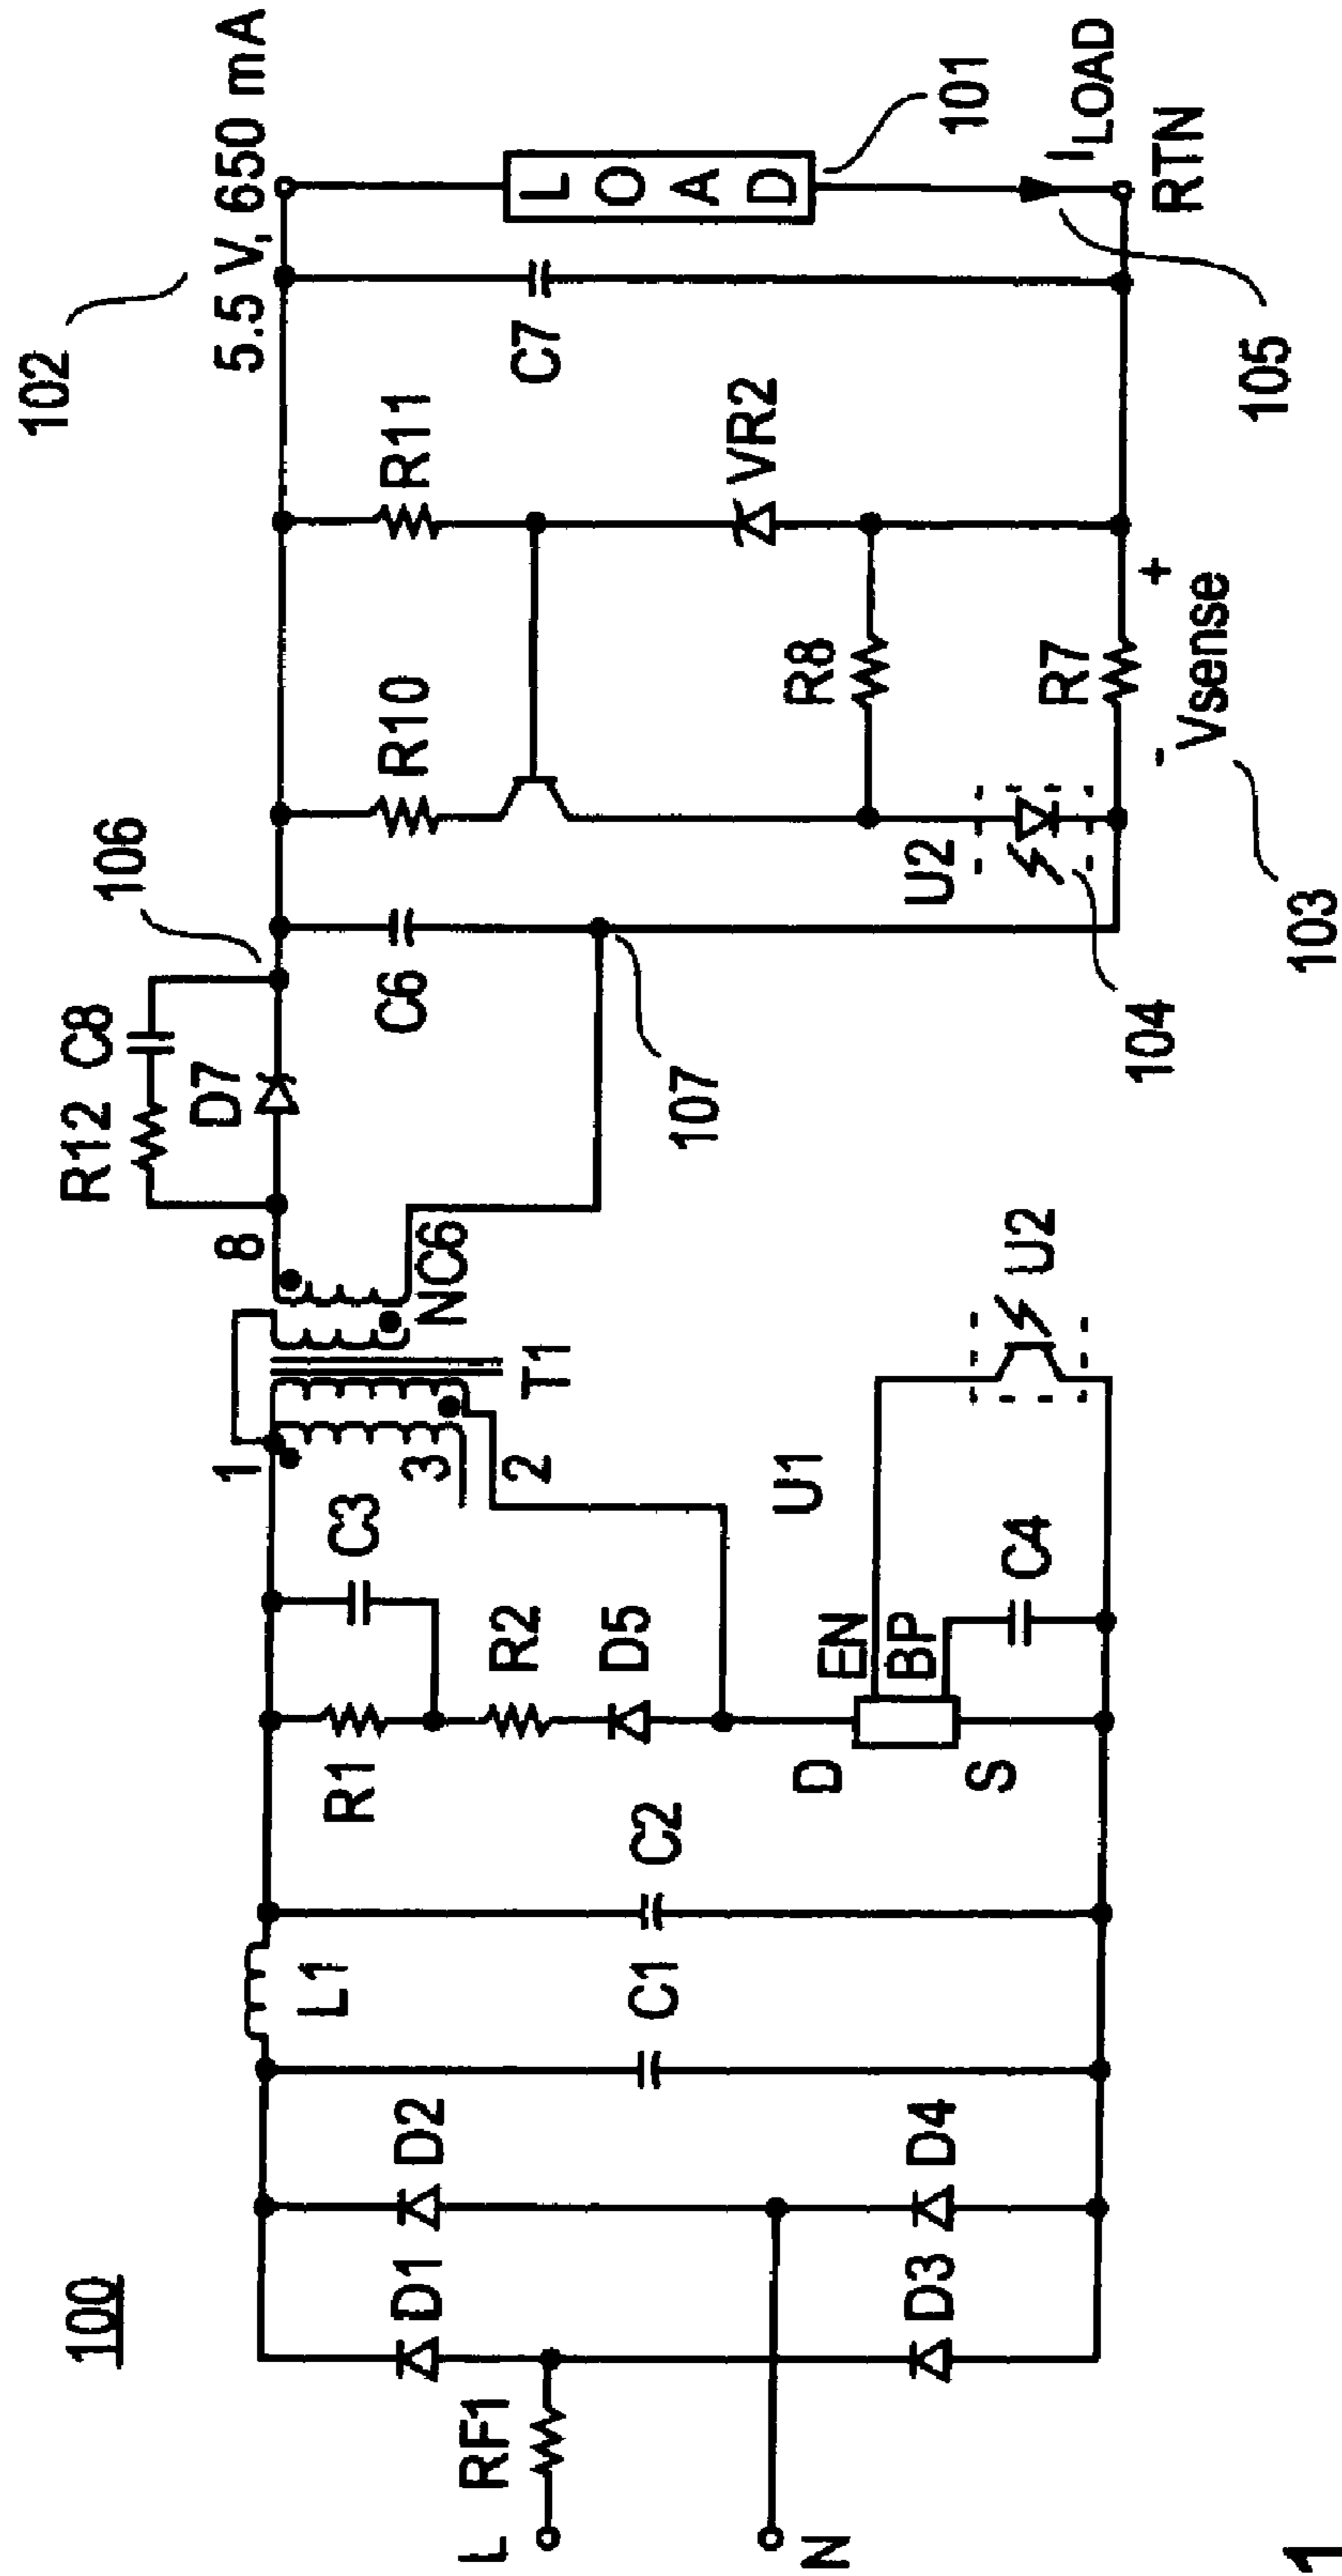 100
102
5.5 V, 650 mA
106
R12 C8
D7
8
1
L1
C3
R1
R2
D5
3
2
T1
NC6
C6
107
R10
R11
C7
LOAD
101
VR2
R8
R7
U2
104
+
-
Vsense
103
105
I LOAD
RTN
D1
D2
C1
C2
L
RF1
N
D3
D4
D
S
EN
BP
U1
C4
U2
1